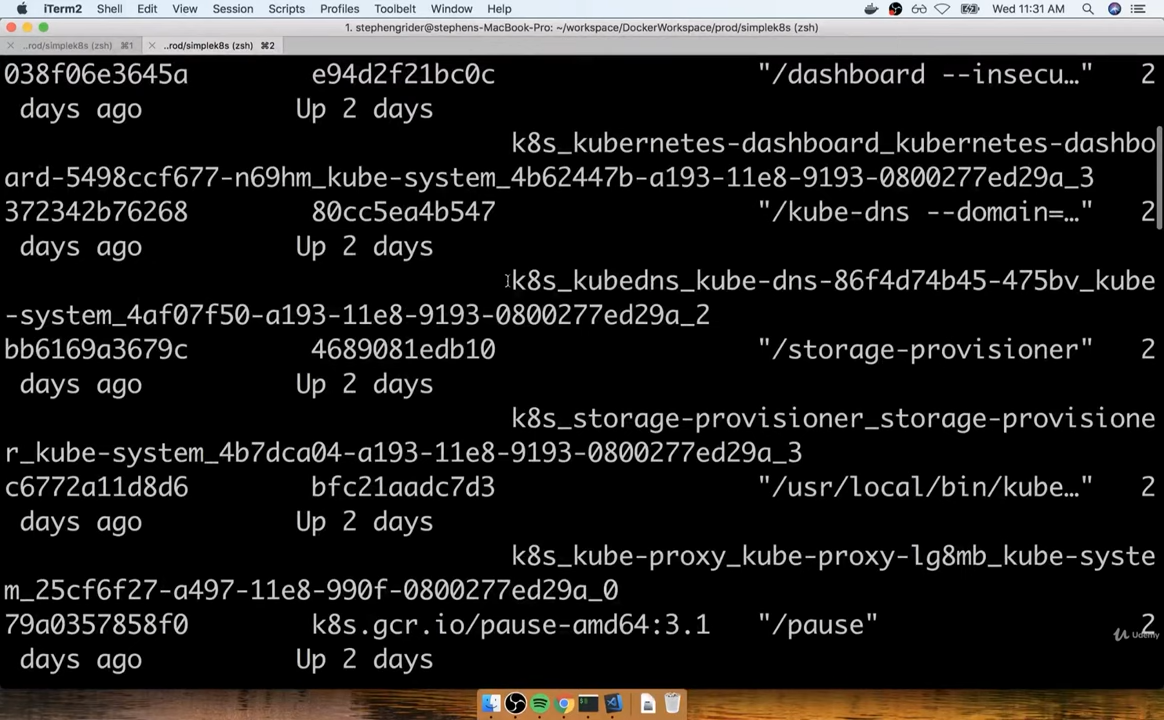 iTerm2 Shell Edit View Session Scripts Profiles Toolbelt Window Help Wed 11:31 AM
1. stephengrider@stephens-MacBook-Pro: ~/workspace/DockerWorkspace/prod/simplek8s (zsh)
..rod/simplek8s (zsh) ⌘1 ..rod/simplek8s (zsh) ⌘2
038f06e3645a e94d2f21bc0c "/dashboard --insecu…" 2
days ago Up 2 days
k8s_kubernetes-dashboard_kubernetes-dashbo
ard-5498ccf677-n69hm_kube-system_4b62447b-a193-11e8-9193-0800277ed29a_3
372342b76268 80cc5ea4b547 "/kube-dns --domain=…" 2
days ago Up 2 days
k8s_kubedns_kube-dns-86f4d74b45-475bv_kube
-system_4af07f50-a193-11e8-9193-0800277ed29a_2
bb6169a3679c 4689081edb10 "/storage-provisioner" 2
days ago Up 2 days
k8s_storage-provisioner_storage-provisione
r_kube-system_4b7dca04-a193-11e8-9193-0800277ed29a_3
c6772a11d8d6 bfc21aadc7d3 "/usr/local/bin/kube…" 2
days ago Up 2 days
k8s_kube-proxy_kube-proxy-lg8mb_kube-syste
m_25cf6f27-a497-11e8-990f-0800277ed29a_0
79a0357858f0 k8s.gcr.io/pause-amd64:3.1 "/pause" 2
days ago Up 2 days
Udemy